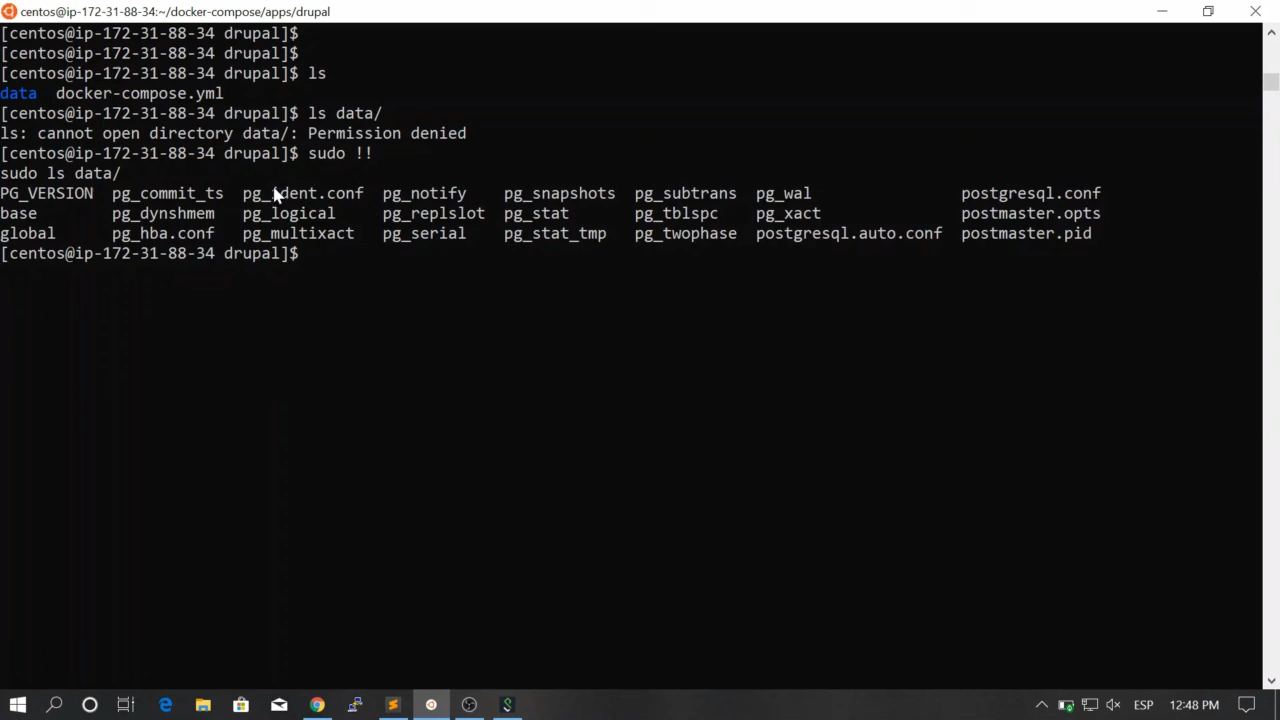 centos@ip-172-31-88-34:~/docker-compose/apps/drupal
[centos@ip-172-31-88-34 drupal]$
[centos@ip-172-31-88-34 drupal]$
[centos@ip-172-31-88-34 drupal]$ ls
data  docker-compose.yml
[centos@ip-172-31-88-34 drupal]$ ls data/
ls: cannot open directory data/: Permission denied
[centos@ip-172-31-88-34 drupal]$ sudo !!
sudo ls data/
PG_VERSION  pg_commit_ts  pg_ident.conf  pg_notify  pg_snapshots  pg_subtrans  pg_wal  postgresql.conf
base  pg_dynshmem  pg_logical  pg_replslot  pg_stat  pg_tblspc  pg_xact  postmaster.opts
global  pg_hba.conf  pg_multixact  pg_serial  pg_stat_tmp  pg_twophase  postgresql.auto.conf  postmaster.pid
[centos@ip-172-31-88-34 drupal]$
ESP 12:48 PM